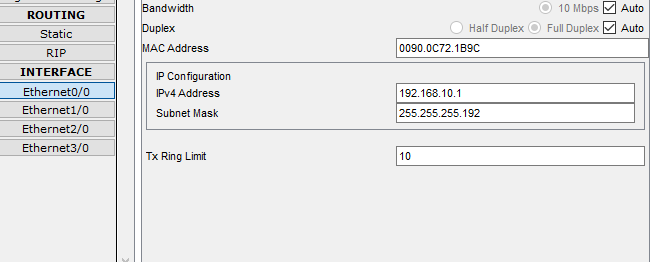 ROUTING
Static
RIP
INTERFACE
Ethernet0/0
Ethernet1/0
Ethernet2/0
Ethernet3/0
Bandwidth 10 Mbps Auto
Duplex Half Duplex Full Duplex Auto
MAC Address 0090.0C72.1B9C
IP Configuration
IPv4 Address 192.168.10.1
Subnet Mask 255.255.255.192
Tx Ring Limit 10